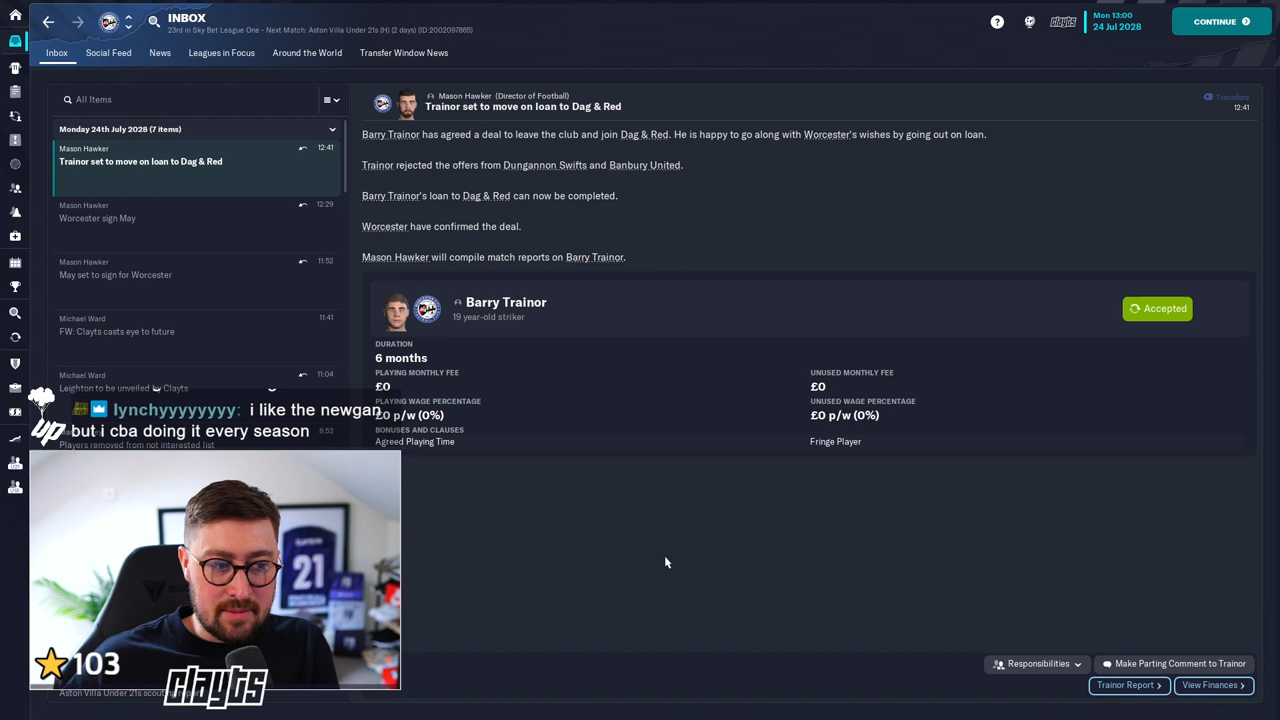 INBOX
23rd in Sky Bet League One - Next Match: Aston Villa Under 21s (H) (2 days) (ID:2002097865)
clayts
Mon 13:00
24 Jul 2028
CONTINUE
Inbox
Social Feed
News
Leagues in Focus
Around the World
Transfer Window News
All Items
Monday 24th July 2028 (7 items)
Mason Hawker
12:41
Trainor set to move on loan to Dag & Red
Mason Hawker
12:29
Worcester sign May
Mason Hawker
11:52
May set to sign for Worcester
Michael Ward
11:41
FW: Clayts casts eye to future
Michael Ward
11:04
Leighton to be unveiled by Clayts
8:53
Players removed from not interested list
Mason Hawker (Director of Football)
Trainor set to move on loan to Dag & Red
Transfers
12:41
Barry Trainor has agreed a deal to leave the club and join Dag & Red. He is happy to go along with Worcester's wishes by going out on loan.
Trainor rejected the offers from Dungannon Swifts and Banbury United.
Barry Trainor's loan to Dag & Red can now be completed.
Worcester have confirmed the deal.
Mason Hawker will compile match reports on Barry Trainor.
Barry Trainor
19 year-old striker
Accepted
DURATION
6 months
PLAYING MONTHLY FEE
£0
UNUSED MONTHLY FEE
£0
PLAYING WAGE PERCENTAGE
£0 p/w (0%)
UNUSED WAGE PERCENTAGE
£0 p/w (0%)
BONUSES AND CLAUSES
Agreed Playing Time
Fringe Player
up
lynchyyyyyyyy: i like the newgan
but i cba doing it every season
21
103
clayts
Responsibilities
Make Parting Comment to Trainor
Trainor Report
View Finances